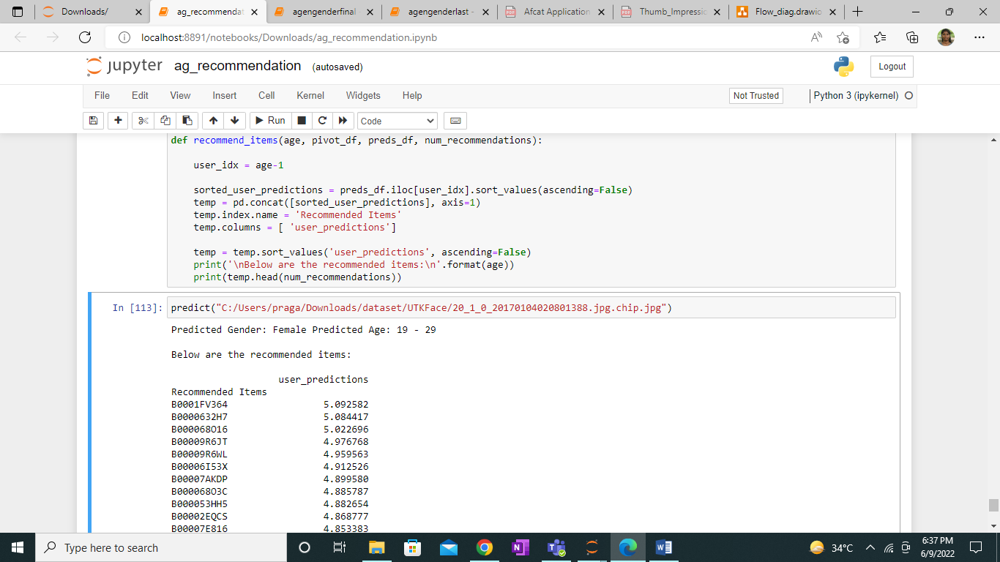 Downloads/
ag_recommendat
agengenderfinal
agengenderlast -
Afcat Application
Thumb_Impressic
Flow_diag.drawio
localhost:8891/notebooks/Downloads/ag_recommendation.ipynb
jupyter ag_recommendation (autosaved)
Logout
File Edit View Insert Cell Kernel Widgets Help
Not Trusted
Python 3 (ipykernel)
Run
Code
def recommend_items(age, pivot_df, preds_df, num_recommendations):
user_idx = age-1
sorted_user_predictions = preds_df.iloc[user_idx].sort_values(ascending=False)
temp = pd.concat([sorted_user_predictions], axis=1)
temp.index.name = 'Recommended Items'
temp.columns = [ 'user_predictions']
temp = temp.sort_values('user_predictions', ascending=False)
print('\nBelow are the recommended items:\n'.format(age))
print(temp.head(num_recommendations))
In [113]: predict("C:/Users/praga/Downloads/dataset/UTKFace/20_1_0_20170104020801388.jpg.chip.jpg")
Predicted Gender: Female Predicted Age: 19 - 29
Below are the recommended items:
user_predictions
Recommended Items
B0001FV364 5.092582
B0000632H7 5.084417
B000068O16 5.022696
B00009R6JT 4.976768
B00009R6WL 4.959563
B00006I53X 4.912526
B00007AKDP 4.899580
B000068O3C 4.885787
B000053HH5 4.882654
B00002EQCS 4.868777
B00007E816 4.853383
Type here to search
34°C
6:37 PM
6/9/2022